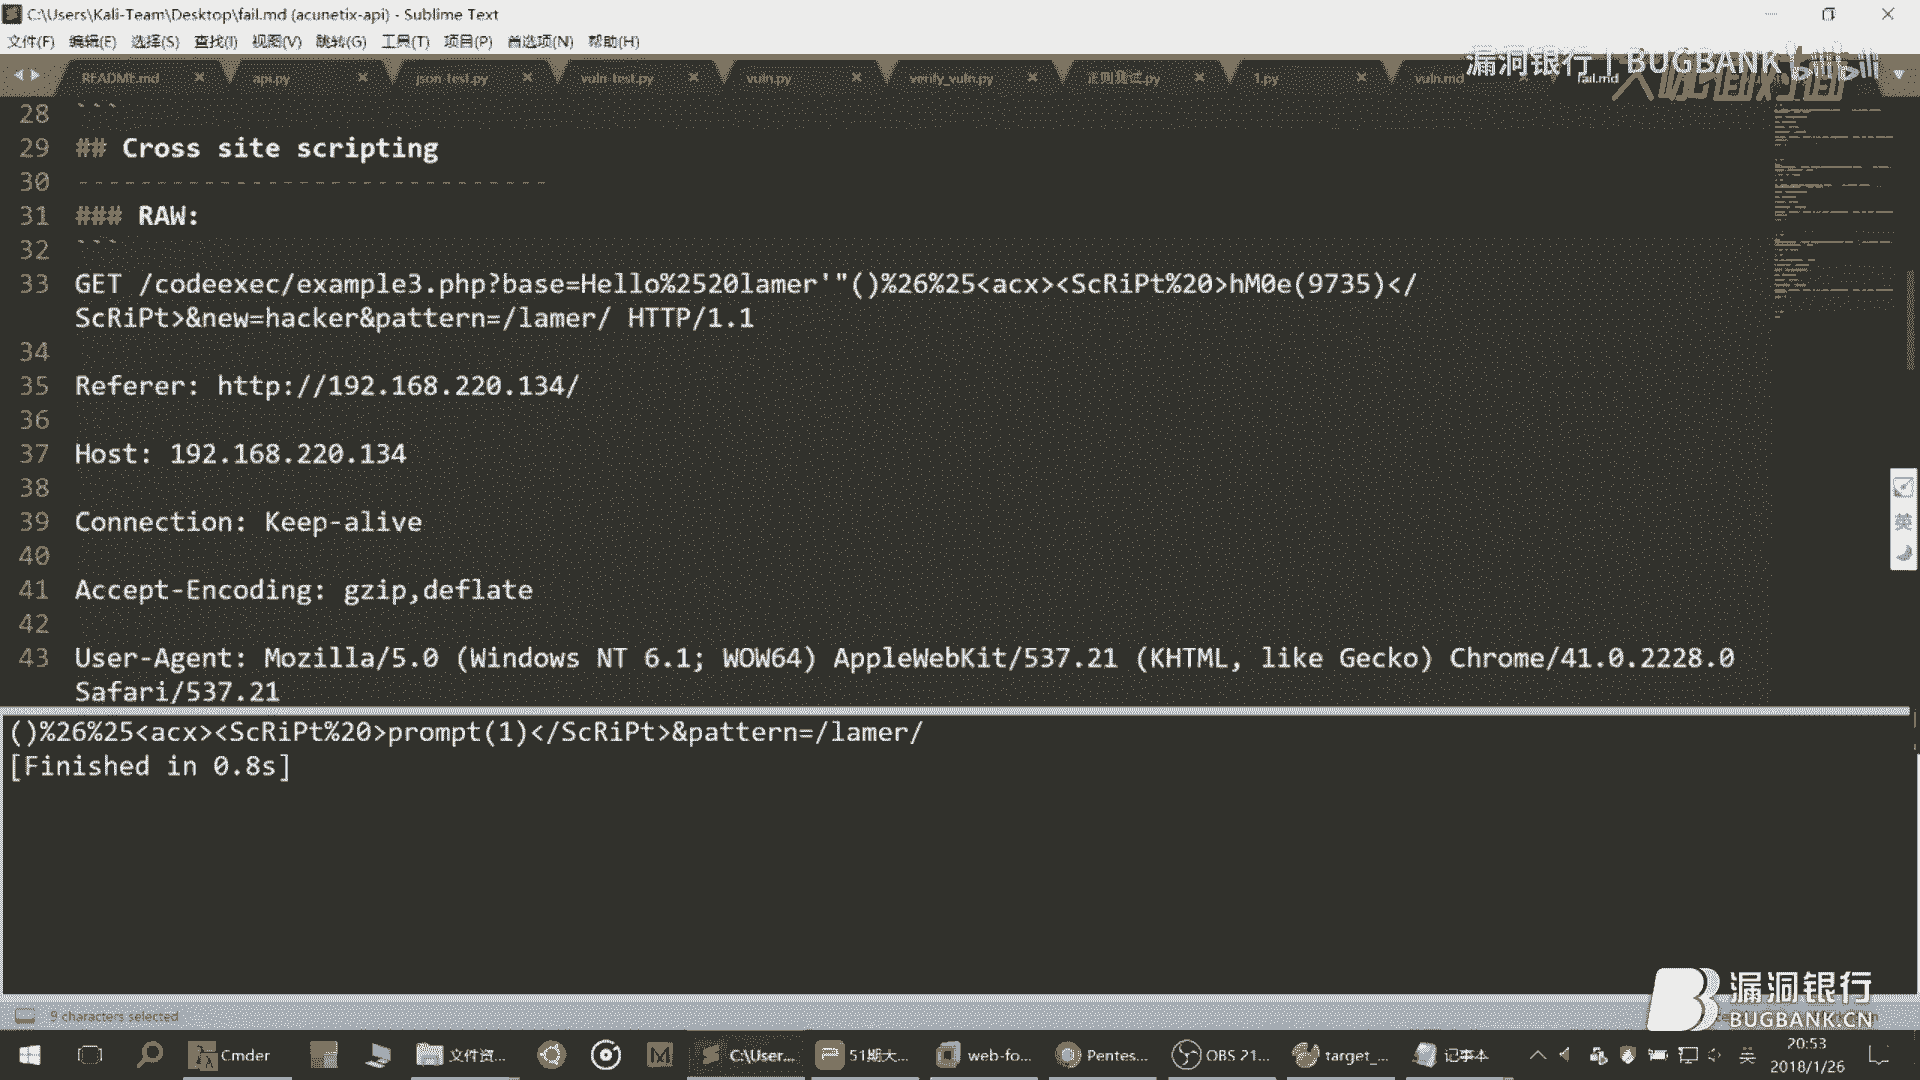 C:\Users\Kali-Team\Desktop\fail.md (acunetix-api) - Sublime Text
文件(F) 编辑(E) 选择(S) 查找(I) 视图(V) 跳转(G) 工具(T) 项目(P) 首选项(N) 帮助(H)
README.md api.py json-test.py vuln-test.py vuln.py verify_vuln.py 正则测试.py 1.py vuln.md fail.md
漏洞银行 | BUGBANK bilibili
28 ```
29 ## Cross site scripting
30 ------------------------------
31 ### RAW:
32 ```
33 GET /codeexec/example3.php?base=Hello%2520lamer'"()%26%25<acx><ScRiPt%20>hM0e(9735)</
ScRiPt>&new=hacker&pattern=/lamer/ HTTP/1.1
34
35 Referer: http://192.168.220.134/
36
37 Host: 192.168.220.134
38
39 Connection: Keep-alive
40
41 Accept-Encoding: gzip,deflate
42
43 User-Agent: Mozilla/5.0 (Windows NT 6.1; WOW64) AppleWebKit/537.21 (KHTML, like Gecko) Chrome/41.0.2228.0
Safari/537.21
()%26%25<acx><ScRiPt%20>prompt(1)</ScRiPt>&pattern=/lamer/
[Finished in 0.8s]
英
漏洞银行
BUGBANK.CN
9 characters selected
Cmder 文件资... C:\User... 51期大... web-fo... Pentes... OBS 21... target_... 记事本 英 20:53
2018/1/26